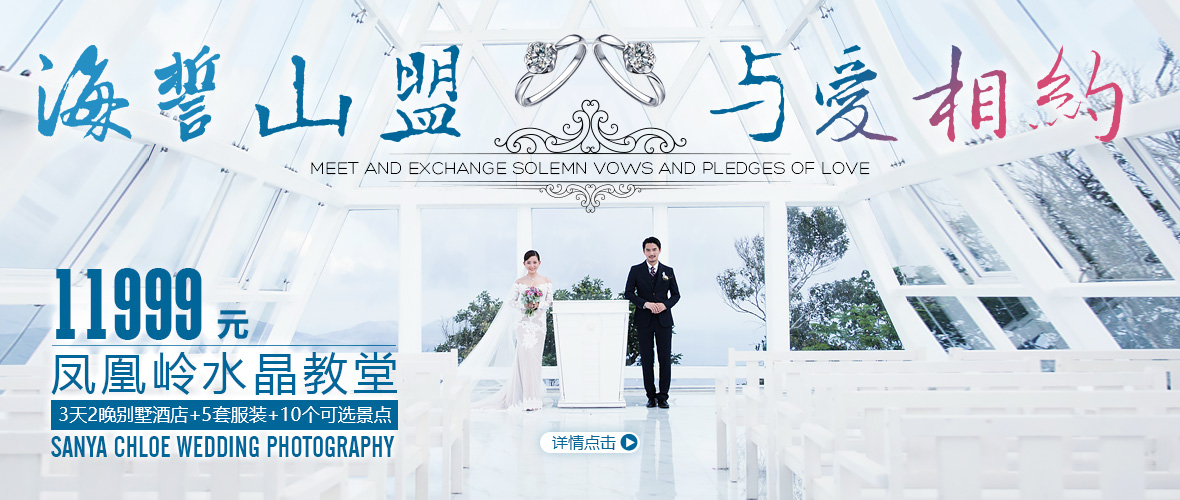 海誓山盟 与爱相約
MEET AND EXCHANGE SOLEMN VOWS AND PLEDGES OF LOVE
11999元
凤凰岭水晶教堂
3天2晚别墅酒店+5套服装+10个可选景点
SANYA CHLOE WEDDING PHOTOGRAPHY
详情点击